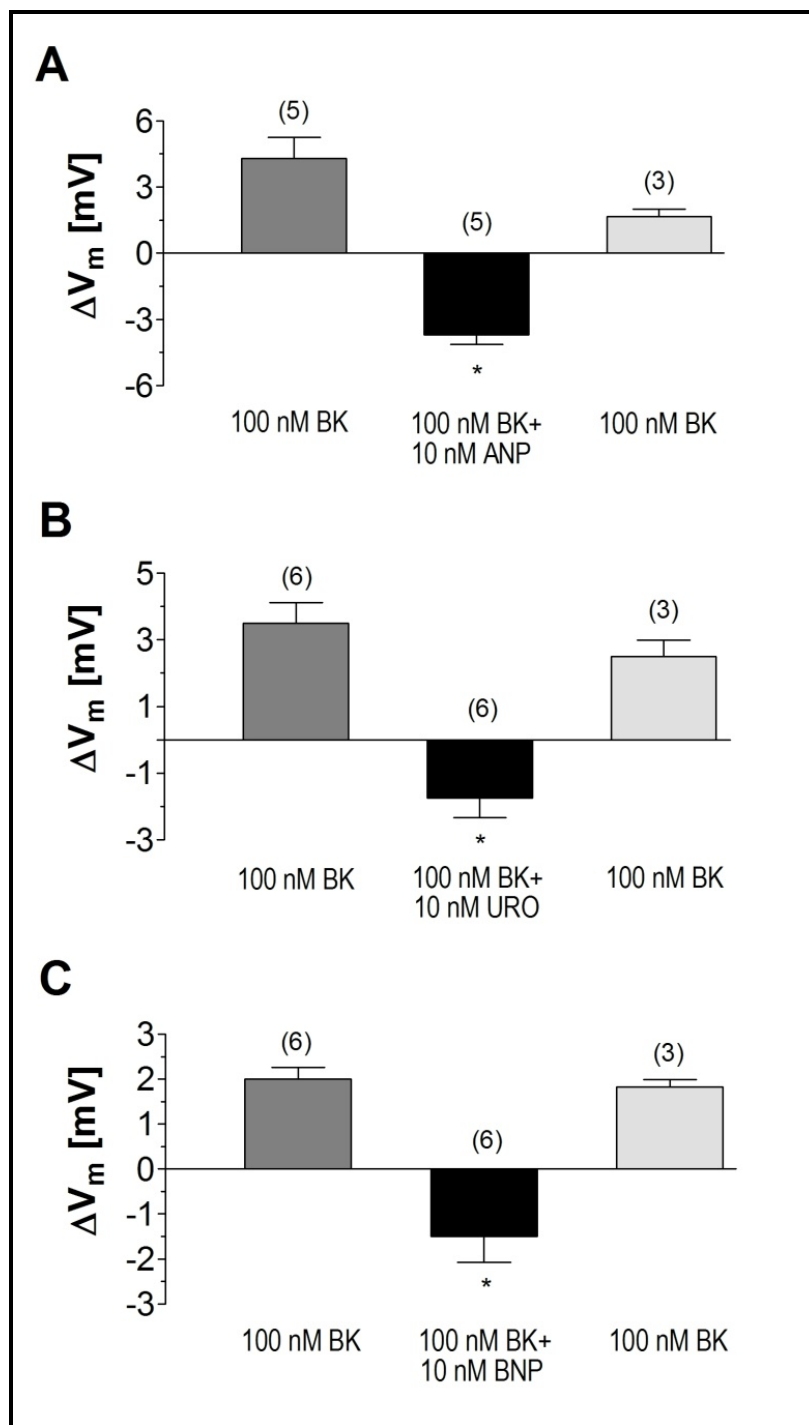 A
(5)
(5)
(3)
ΔVm [mV]
6
3
0
-3
-6
*
100 nM BK
100 nM BK+
10 nM ANP
100 nM BK
B
(6)
(6)
(3)
ΔVm [mV]
5
3
1
-1
-3
*
100 nM BK
100 nM BK+
10 nM URO
100 nM BK
C
(6)
(6)
(3)
ΔVm [mV]
3
2
1
0
-1
-2
-3
*
100 nM BK
100 nM BK+
10 nM BNP
100 nM BK